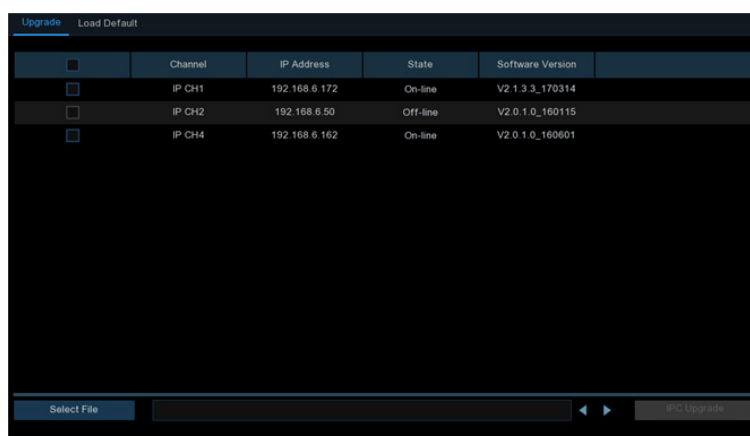 Upgrade Load Default
Channel IP Address State Software Version
IP CH1 192.168.6.172 On-line V2.1.3.3_170314
IP CH2 192.168.6.50 Off-line V2.0.1.0_160115
IP CH4 192.168.6.162 On-line V2.0.1.0_160601
Select File IPC Upgrade